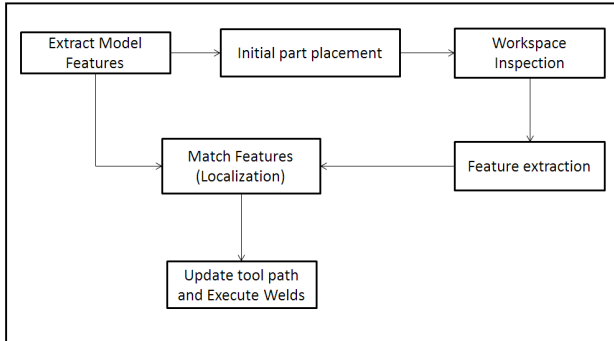 Extract Model
Features
Initial part placement
Workspace
Inspection
Match Features
(Localization)
Feature extraction
Update tool path
and Execute Welds